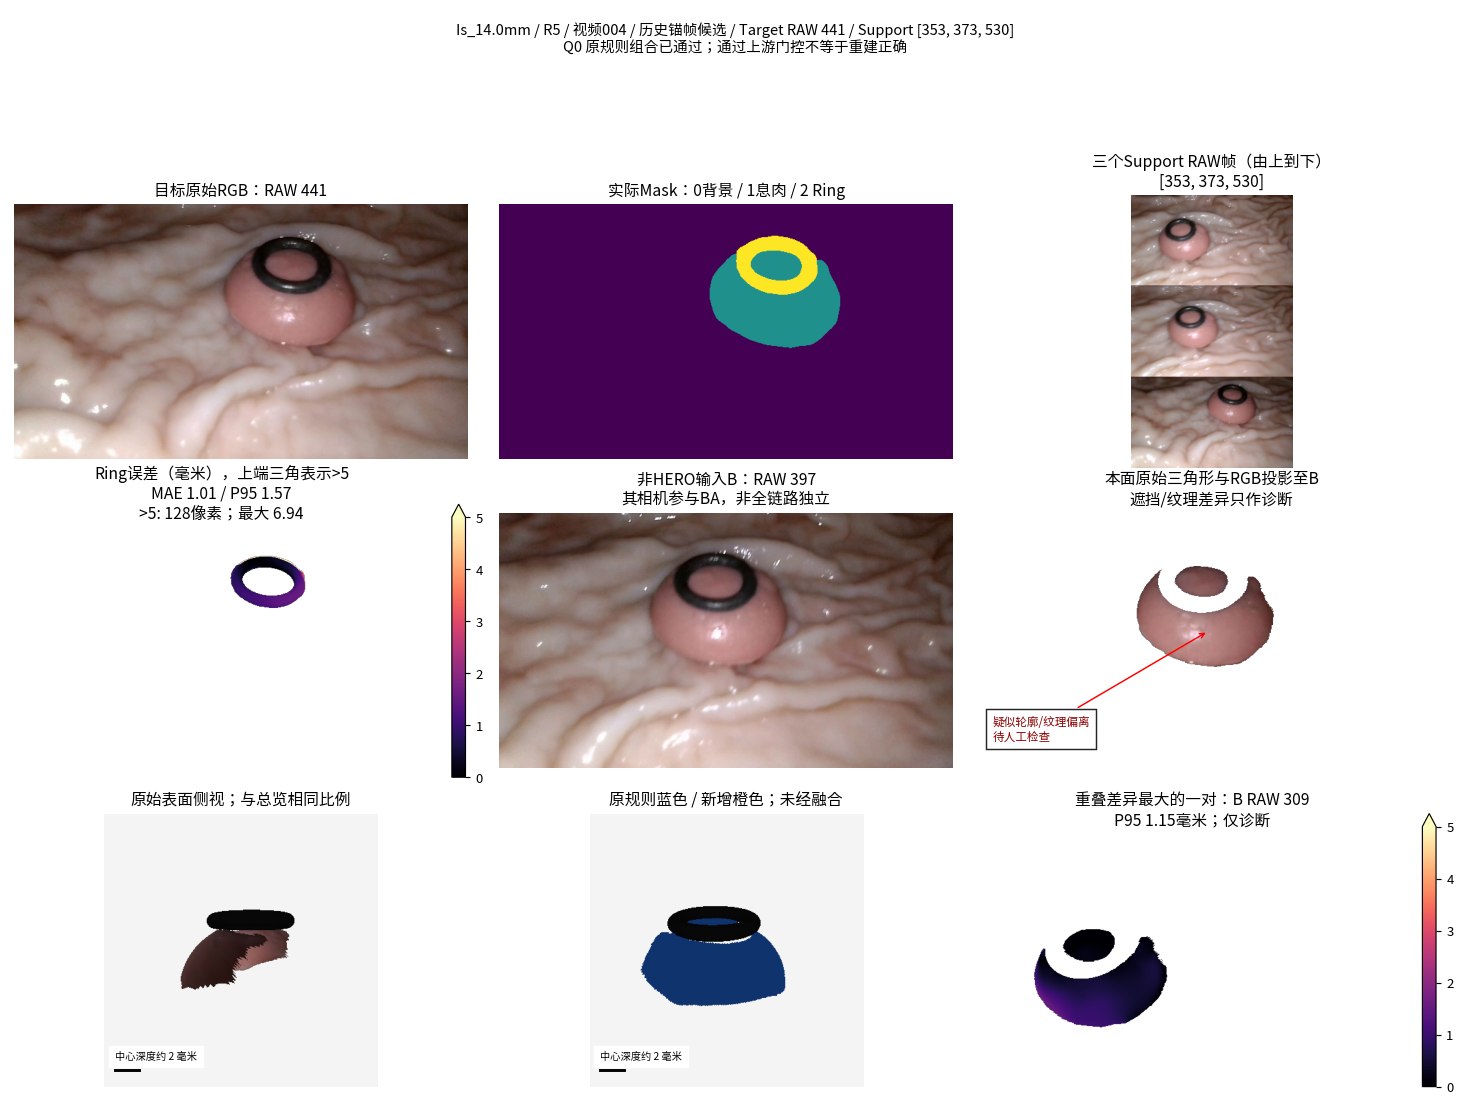 Is_14.0mm / R5 / 视频004 / 历史锚帧候选 / Target RAW 441 / Support [353, 373, 530]
Q0 原规则组合已通过；通过上游门控不等于重建正确
目标原始RGB：RAW 441
实际Mask：0背景 / 1息肉 / 2 Ring
三个Support RAW帧（由上到下）
[353, 373, 530]
Ring误差（毫米），上端三角表示>5
MAE 1.01 / P95 1.57
>5: 128像素；最大 6.94
5
4
3
2
1
0
非HERO输入B：RAW 397
其相机参与BA，非全链路独立
本面原始三角形与RGB投影至B
遮挡/纹理差异只作诊断
疑似轮廓/纹理偏离
待人工检查
原始表面侧视；与总览相同比例
中心深度约 2 毫米
原规则蓝色 / 新增橙色；未经融合
中心深度约 2 毫米
重叠差异最大的一对：B RAW 309
P95 1.15毫米；仅诊断
5
4
3
2
1
0